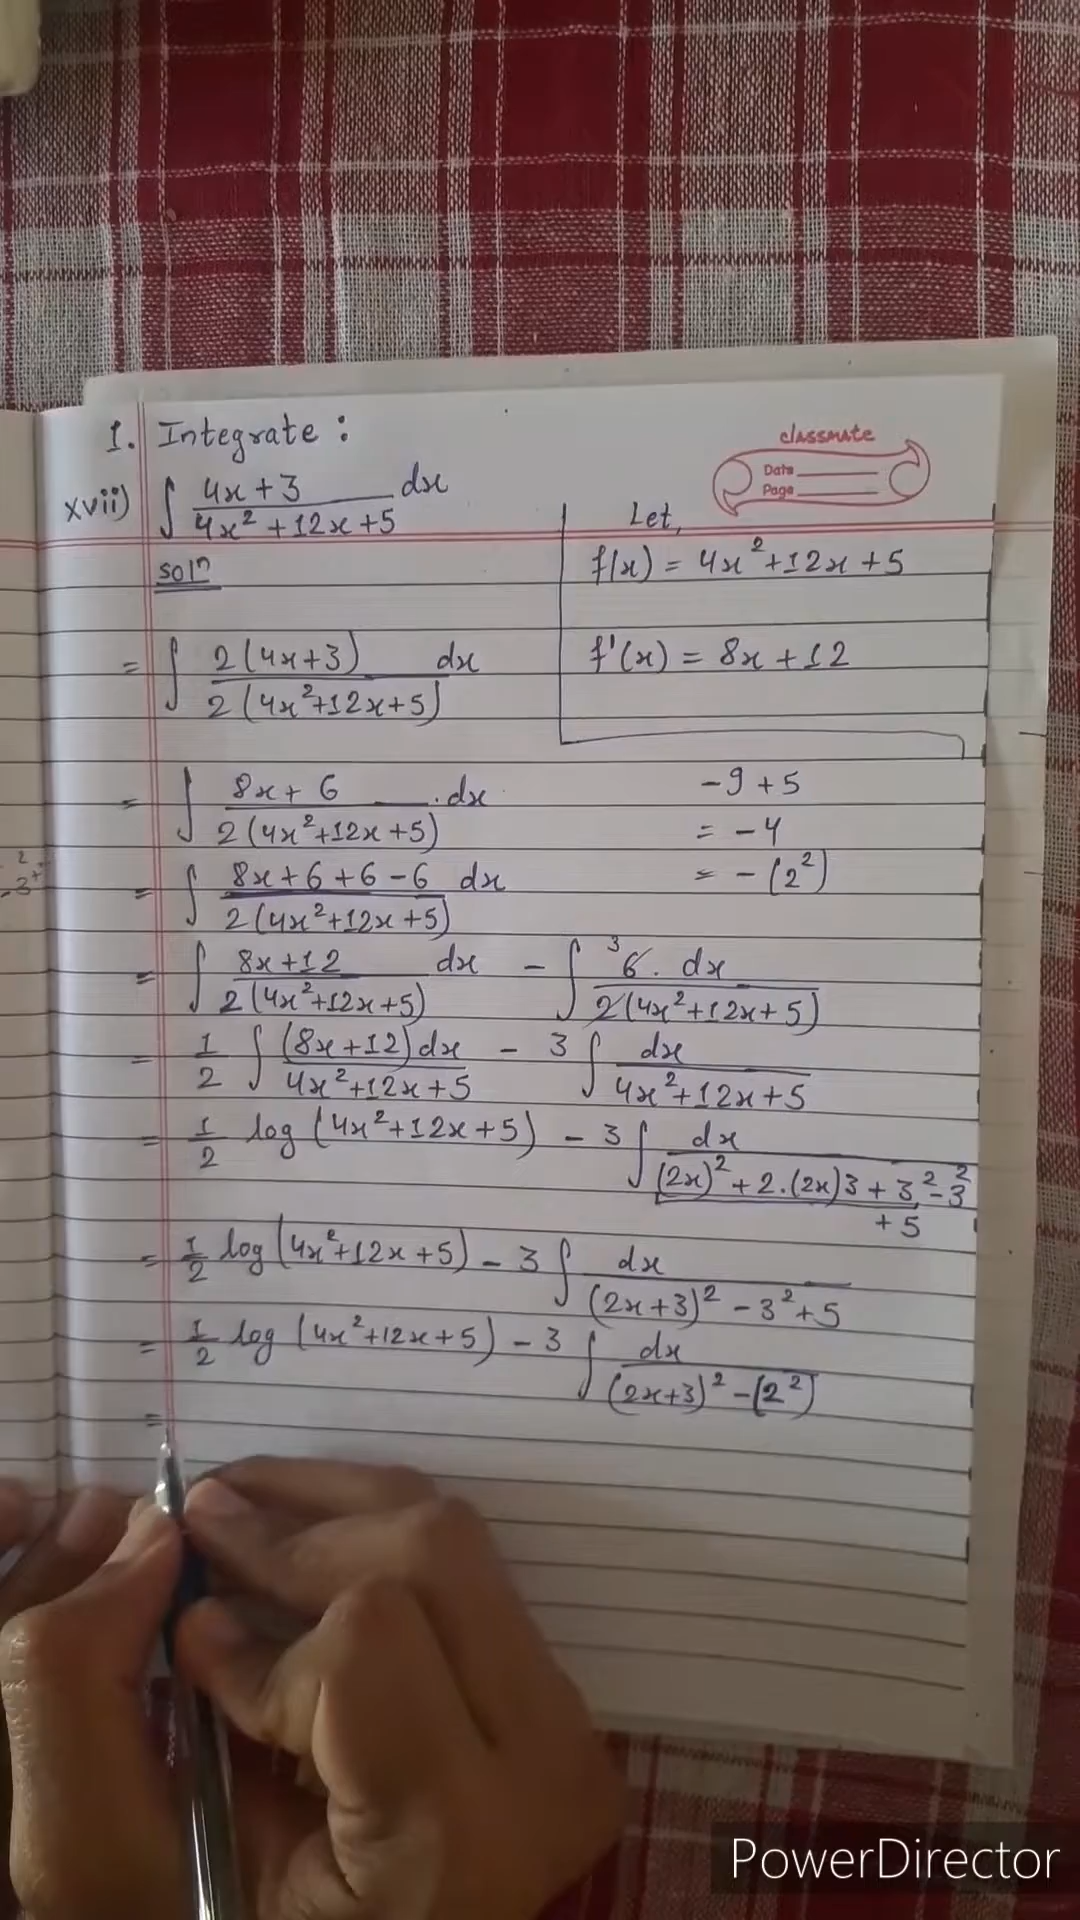 1. Integrate :
classmate
Date
Page
xvii) ∫ (4x+3)/(4x²+12x+5) dx
Let,
f(x) = 4x²+12x+5
f'(x) = 8x+12
solⁿ
= ∫ 2(4x+3)/2(4x²+12x+5) dx
= ∫ (8x+6)/2(4x²+12x+5) . dx
-9+5
= -4
= -(2²)
= ∫ (8x+6+6-6)/2(4x²+12x+5) dx
= ∫ (8x+12)/2(4x²+12x+5) dx - ∫ ³6. dx/2(4x²+12x+5)
= 1/2 ∫ (8x+12)dx/4x²+12x+5 - 3 ∫ dx/4x²+12x+5
= 1/2 log (4x²+12x+5) - 3 ∫ dx/(2x)²+2.(2x)3+3²-3²+5
= 1/2 log (4x²+12x+5) - 3 ∫ dx/(2x+3)²-3²+5
= 1/2 log (4x²+12x+5) - 3 ∫ dx/(2x+3)²-(2²)
=
PowerDirector